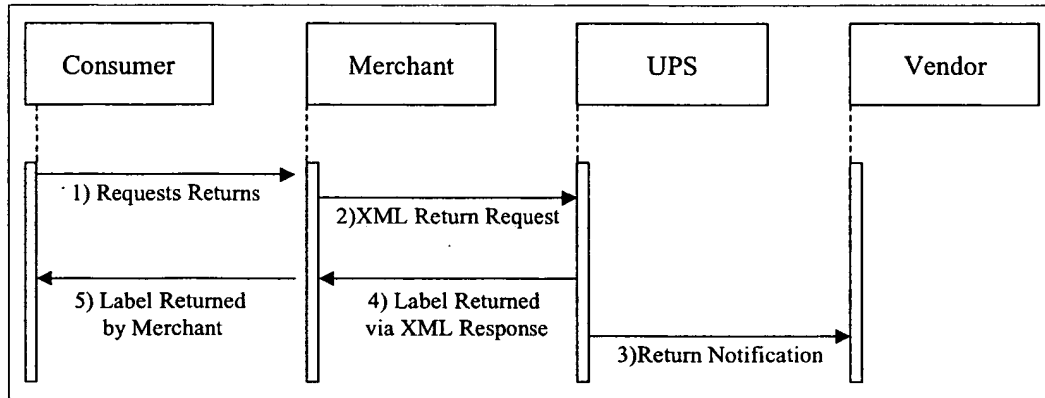 Consumer
Merchant
UPS
Vendor
1) Requests Returns
2)XML Return Request
5) Label Returned
by Merchant
4) Label Returned
via XML Response
3)Return Notification